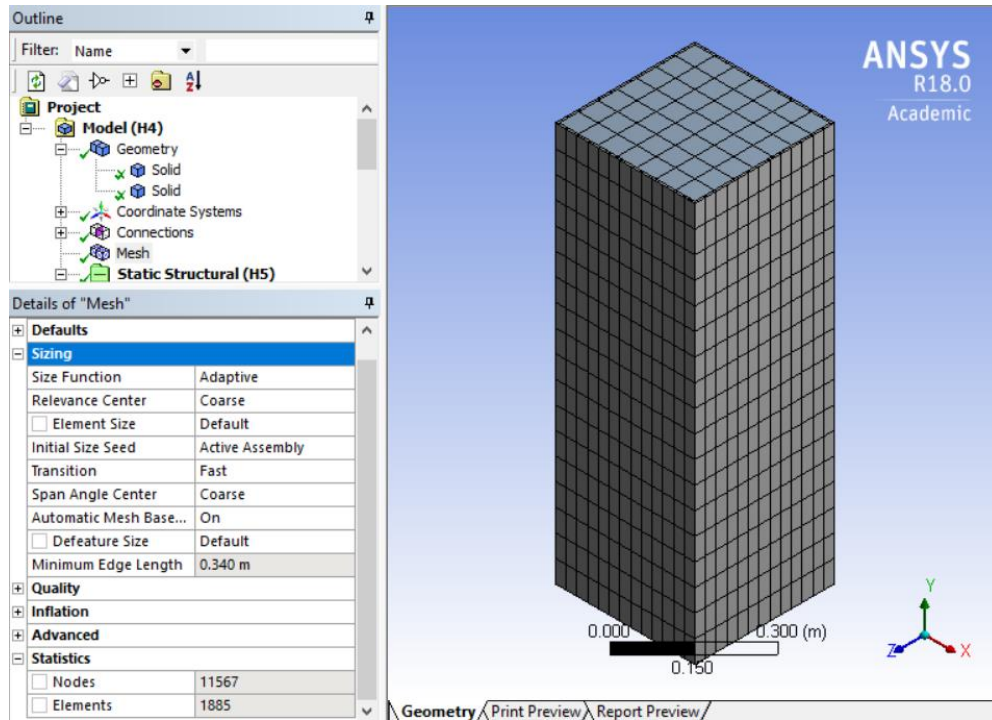 Outline
Filter: Name
Project
Model (H4)
Geometry
Solid
Solid
Coordinate Systems
Connections
Mesh
Static Structural (H5)
Details of "Mesh"
Defaults
Sizing
Size Function Adaptive
Relevance Center Coarse
Element Size Default
Initial Size Seed Active Assembly
Transition Fast
Span Angle Center Coarse
Automatic Mesh Base... On
Defeature Size Default
Minimum Edge Length 0.340 m
Quality
Inflation
Advanced
Statistics
Nodes 11567
Elements 1885
ANSYS
R18.0
Academic
0.000 0.300 (m)
0.150
Y
Z X
Geometry Print Preview Report Preview